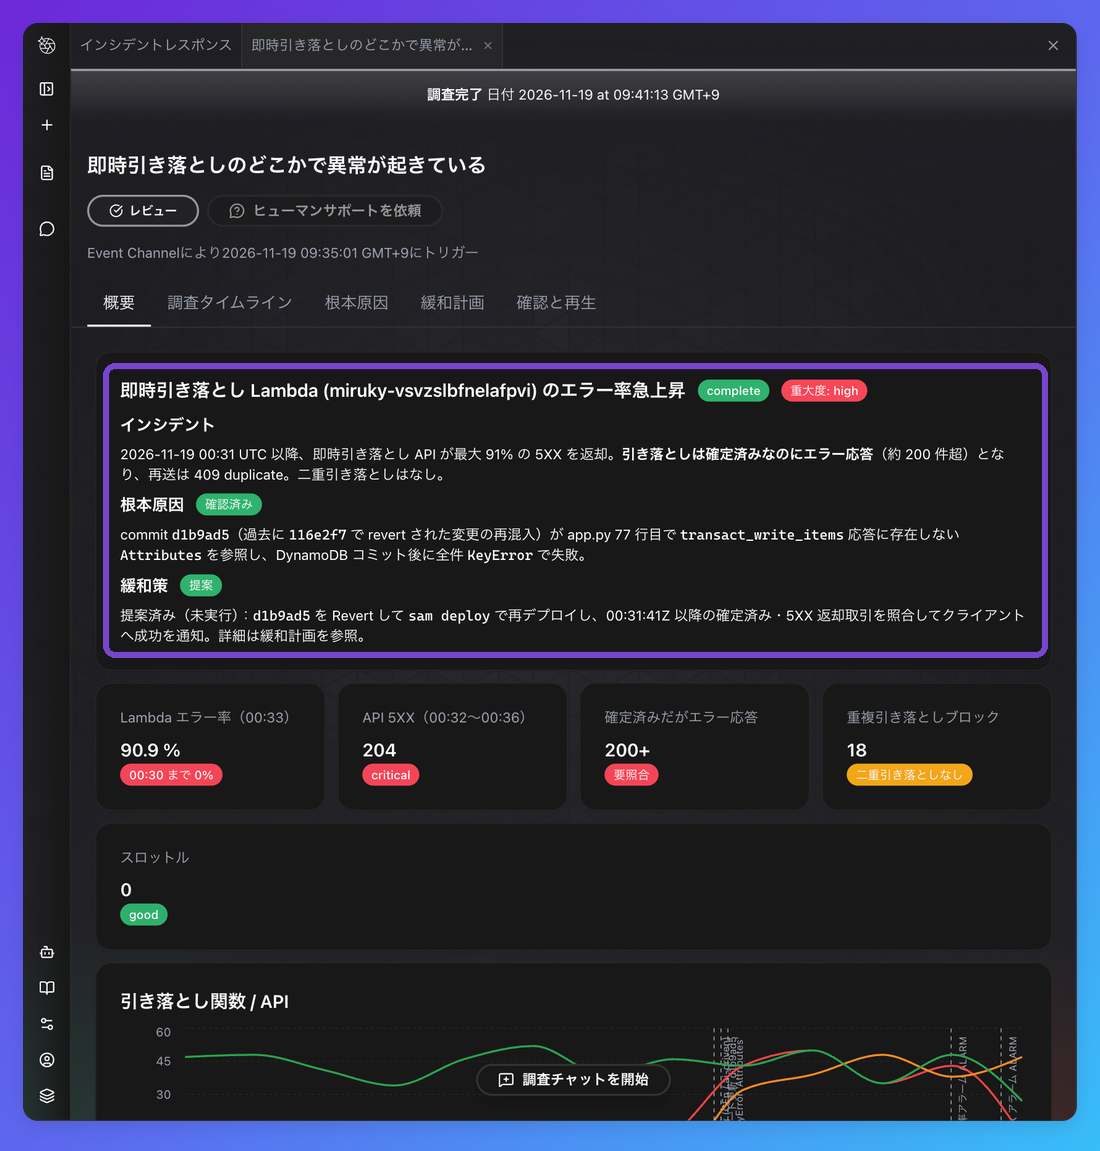 インシデントレスポンス
即時引き落としのどこかで異常が...
調査完了 日付 2026-11-19 at 09:41:13 GMT+9
即時引き落としのどこかで異常が起きている
レビュー
ヒューマンサポートを依頼
Event Channelにより2026-11-19 09:35:01 GMT+9にトリガー
概要
調査タイムライン
根本原因
緩和計画
確認と再生
即時引き落とし Lambda (miruky-vsvzslbfnelafpvi) のエラー率急上昇 complete 重大度: high
インシデント
2026-11-19 00:31 UTC 以降、即時引き落とし API が最大 91% の 5XX を返却。引き落としは確定済みなのにエラー応答（約 200 件超）とな
り、再送は 409 duplicate。二重引き落としはなし。
根本原因 確認済み
commit d1b9ad5（過去に 116e2f7 で revert された変更の再混入）が app.py 77 行目で transact_write_items 応答に存在しない
Attributes を参照し、DynamoDB コミット後に全件 KeyError で失敗。
緩和策 提案
提案済み（未実行）：d1b9ad5 を Revert して sam deploy で再デプロイし、00:31:41Z 以降の確定済み・5XX 返却取引を照合してクライアント
へ成功を通知。詳細は緩和計画を参照。
Lambda エラー率（00:33）
90.9 %
00:30 まで 0%
API 5XX（00:32〜00:36）
204
critical
確定済みだがエラー応答
200+
要照合
重複引き落としブロック
18
二重引き落としなし
スロットル
0
good
引き落とし関数 / API
60
45
30
調査チャットを開始
率アラーム ALARM
アラーム ALARM